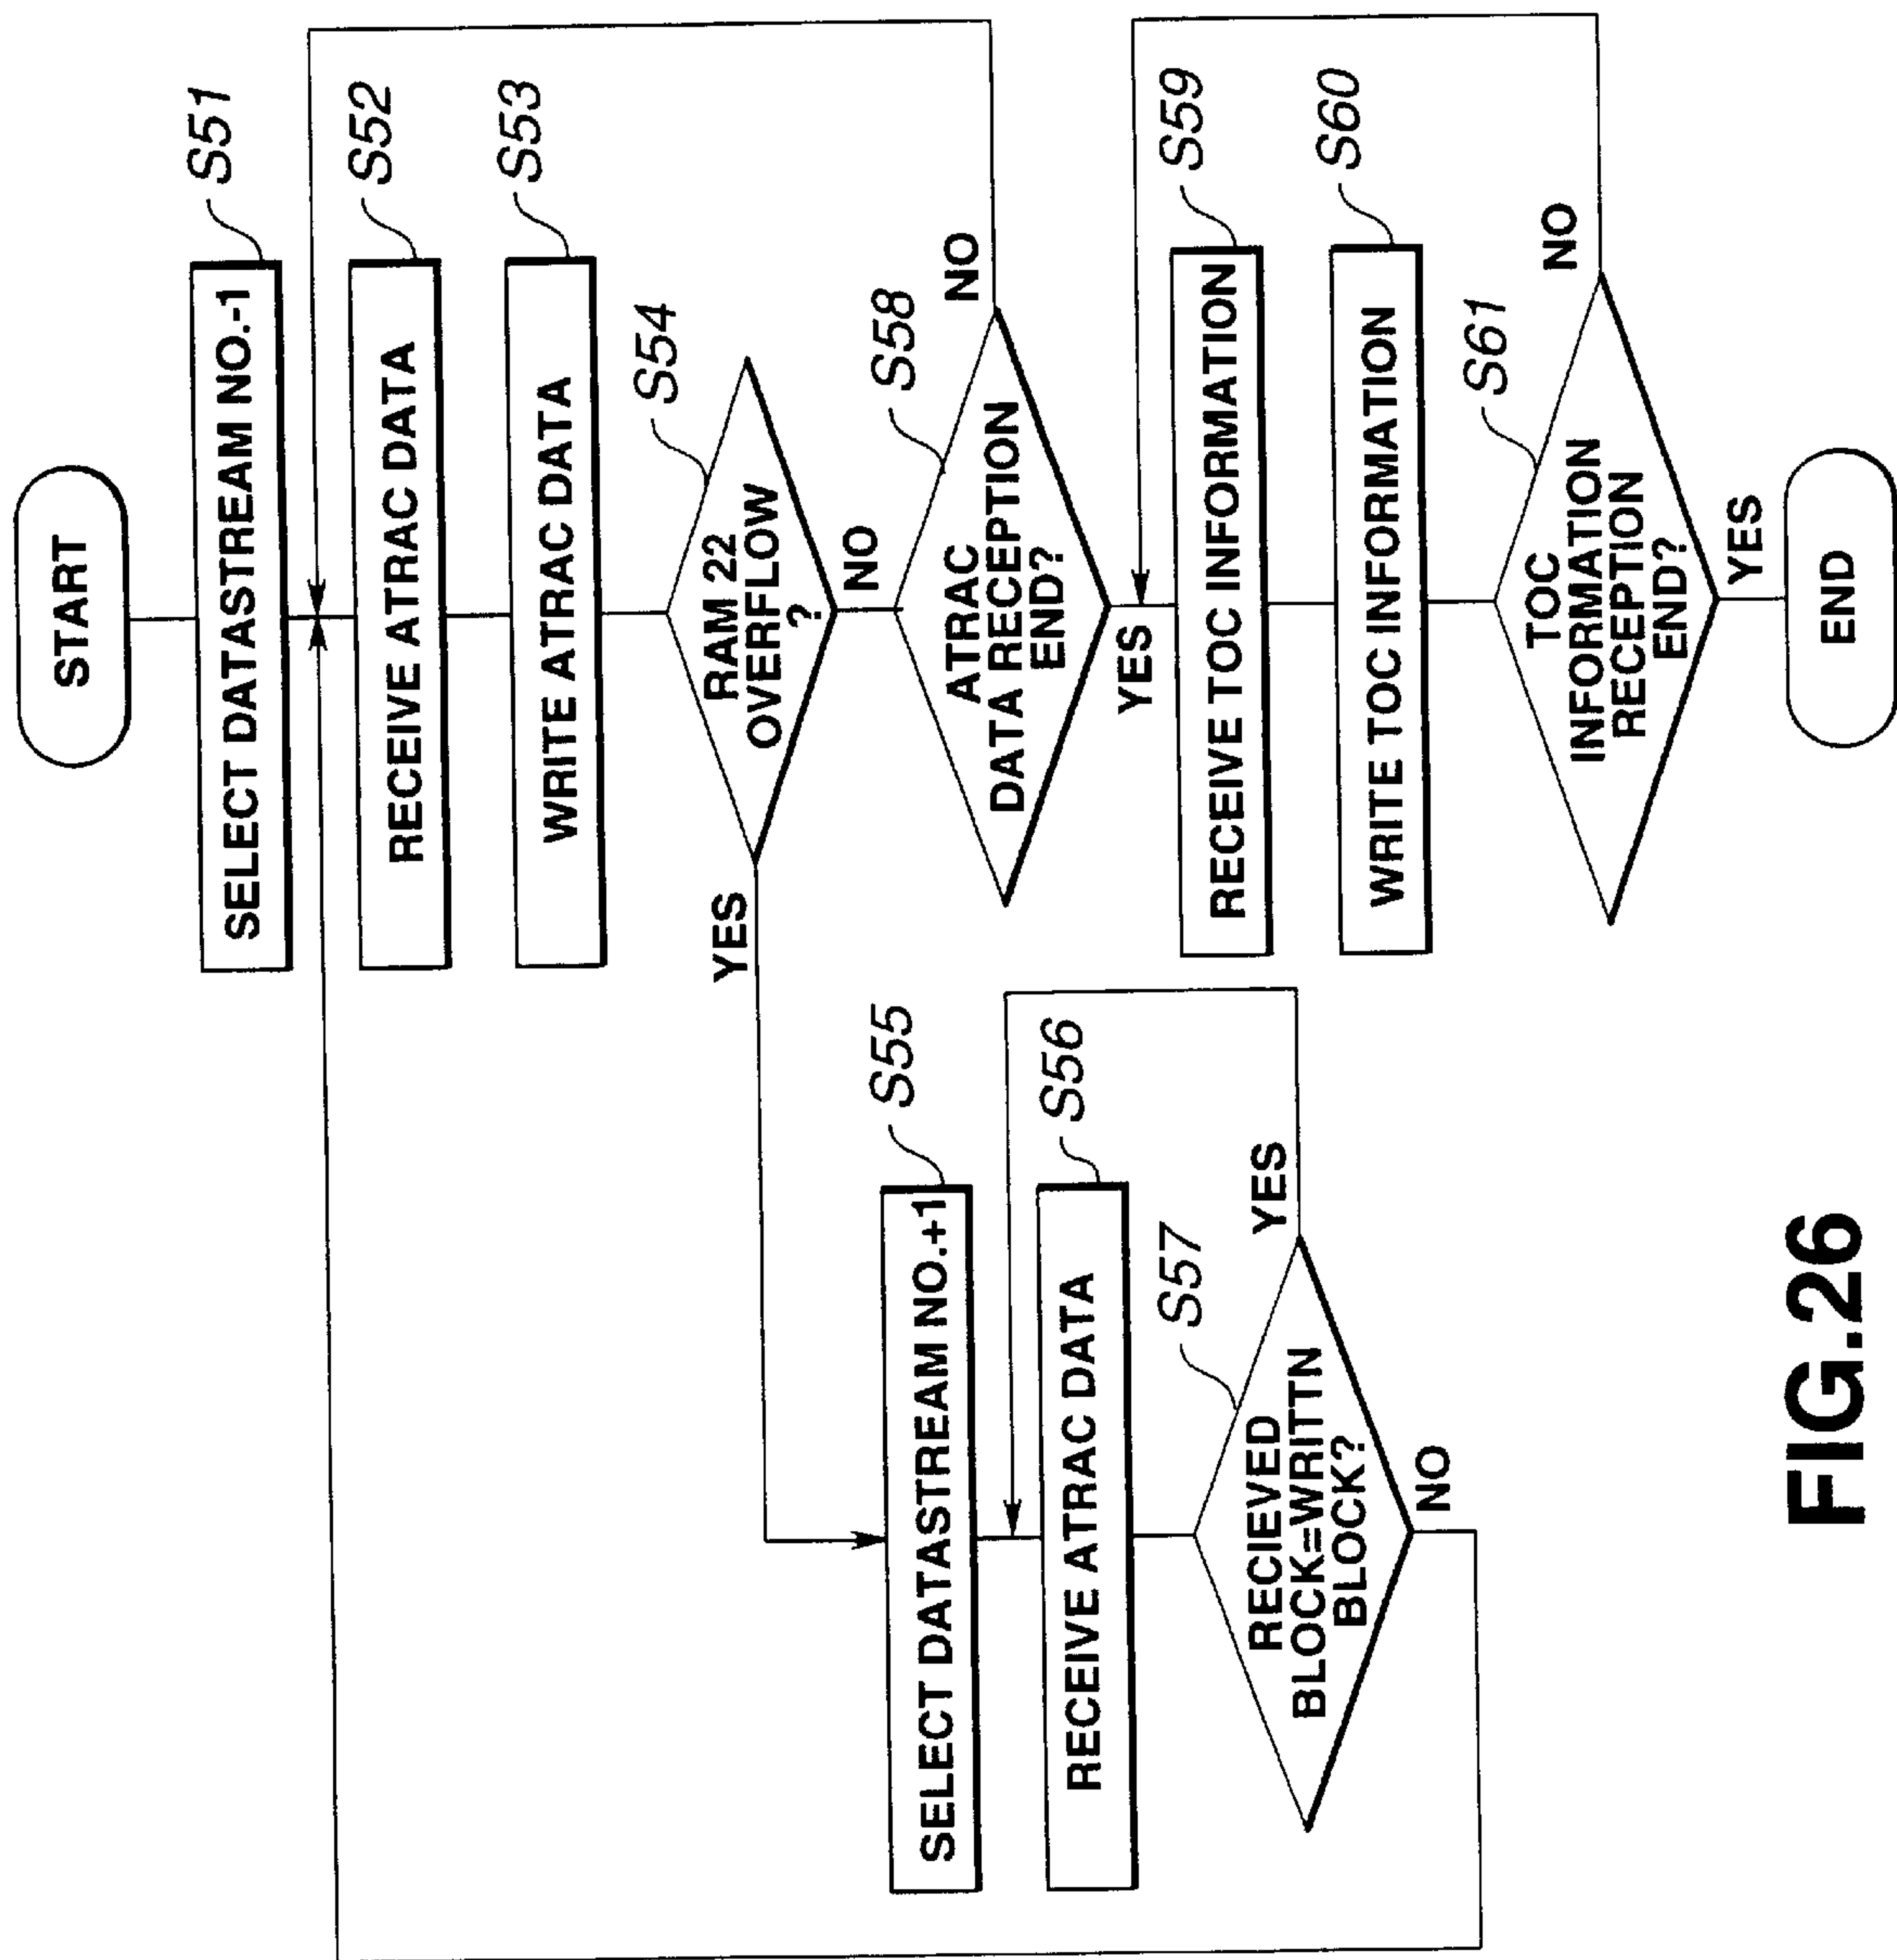 START
SELECT DATASTREAM NO.-1
S51
RECEIVE ATRAC DATA
S52
WRITE ATRAC DATA
S53
RAM 22
OVERFLOW
?
S54
YES
NO
SELECT DATASTREAM NO.+1
S55
RECEIVE ATRAC DATA
S56
RECIEVED
BLOCK=WRITTN
BLOCK?
S57
YES
NO
ATRAC
DATA RECEPTION
END?
S58
NO
YES
RECEIVE TOC INFORMATION
S59
WRITE TOC INFORMATION
S60
TOC
INFORMATION
RECEPTION
END?
S61
NO
YES
END
FIG.26